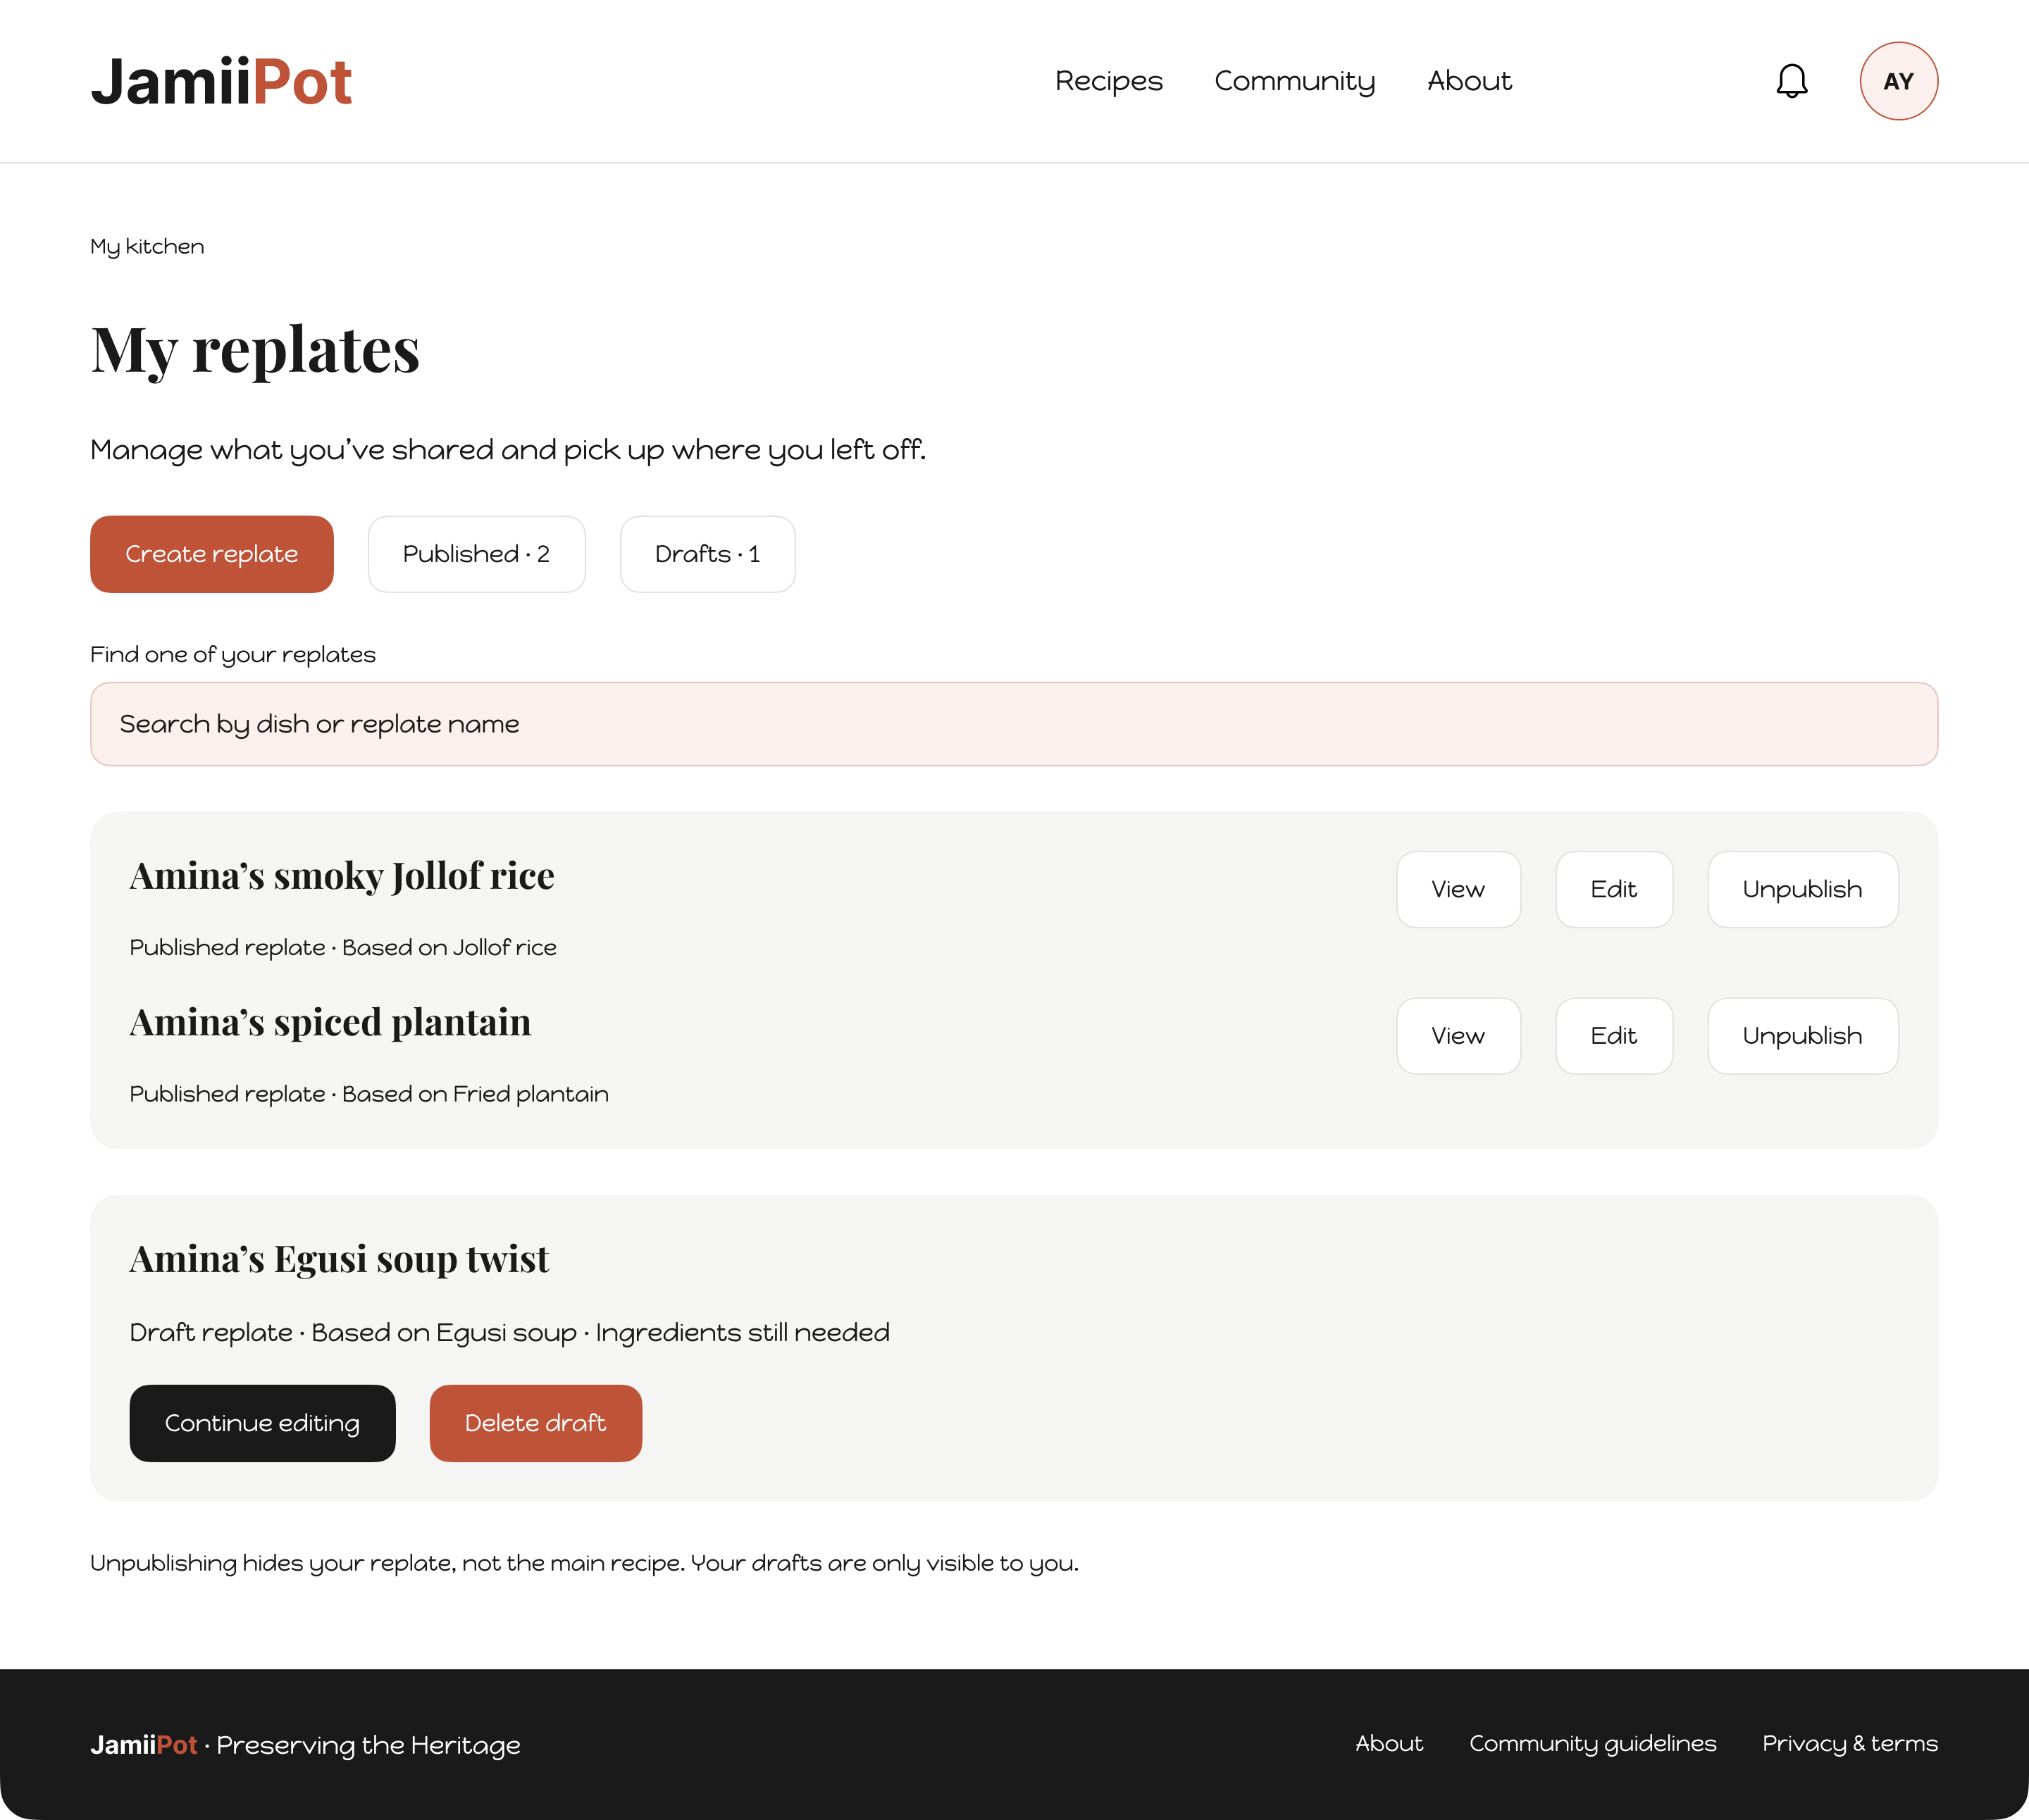 JamiiPot
Recipes Community About AY
My kitchen
My replates
Manage what you’ve shared and pick up where you left off.
Create replate Published · 2 Drafts · 1
Find one of your replates
Search by dish or replate name
Amina’s smoky Jollof rice
View Edit Unpublish
Published replate · Based on Jollof rice
Amina’s spiced plantain
View Edit Unpublish
Published replate · Based on Fried plantain
Amina’s Egusi soup twist
Draft replate · Based on Egusi soup · Ingredients still needed
Continue editing Delete draft
Unpublishing hides your replate, not the main recipe. Your drafts are only visible to you.
JamiiPot · Preserving the Heritage
About Community guidelines Privacy & terms